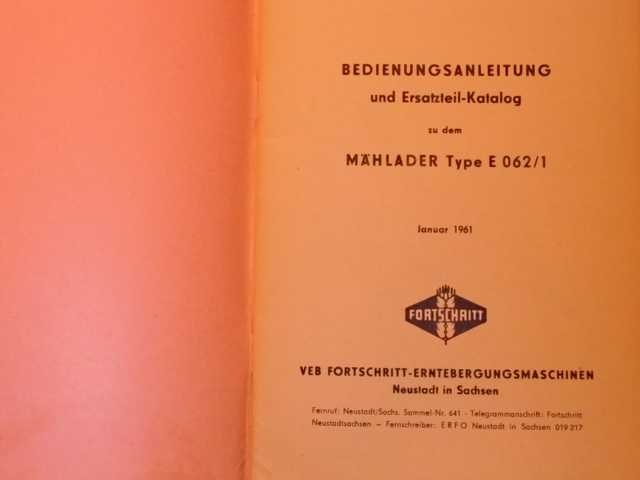 BEDIENUNGSANLEITUNG
und Ersatzteil-Katalog
zu dem
MÄHLADER Type E 062/1
Januar 1961
FORTSCHRITT
VEB FORTSCHRITT-ERNTEBERGUNGSMASCHINEN
Neustadt in Sachsen
Fernruf: Neustadt/Sachs. Sammel-Nr. 641 - Telegrammanschrift: Fortschritt
Neustadtsachsen – Fernschreiber: ERFO Neustadt in Sachsen 019 217